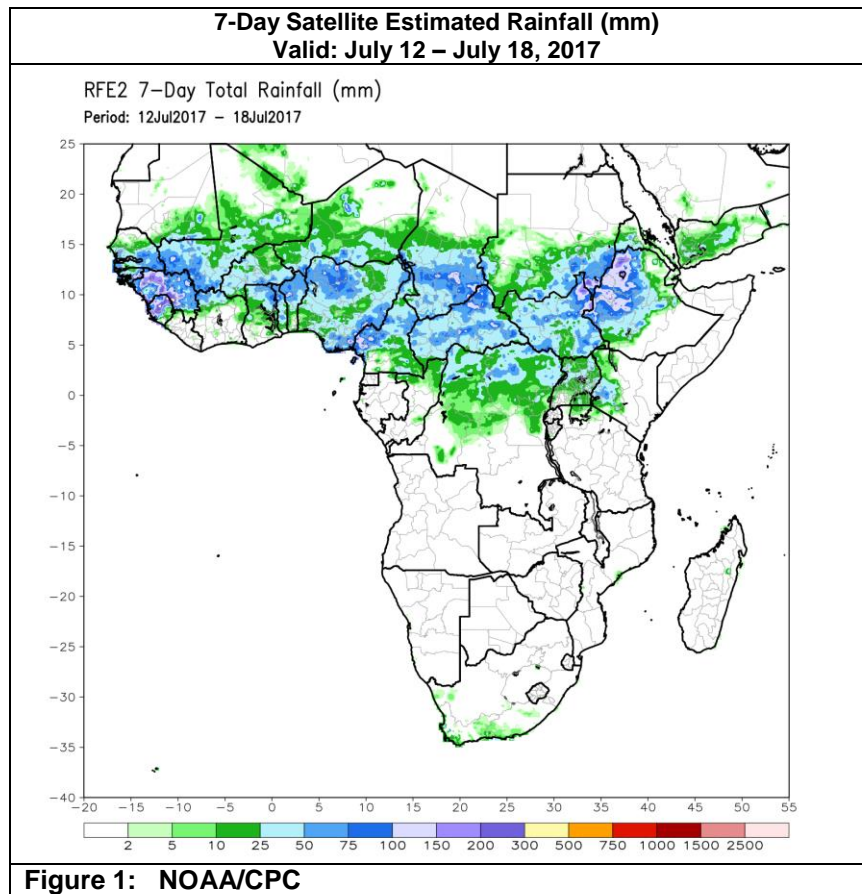 7-Day Satellite Estimated Rainfall (mm)
Valid: July 12 – July 18, 2017
RFE2 7-Day Total Rainfall (mm)
Period: 12Jul2017 - 18Jul2017
25
20
15
10
5
0
-5
-10
-15
-20
-25
-30
-35
-40
-20 -15 -10 -5 0 5 10 15 20 25 30 35 40 45 50 55
2 5 10 25 50 75 100 150 200 300 500 750 1000 1500 2500
Figure 1: NOAA/CPC